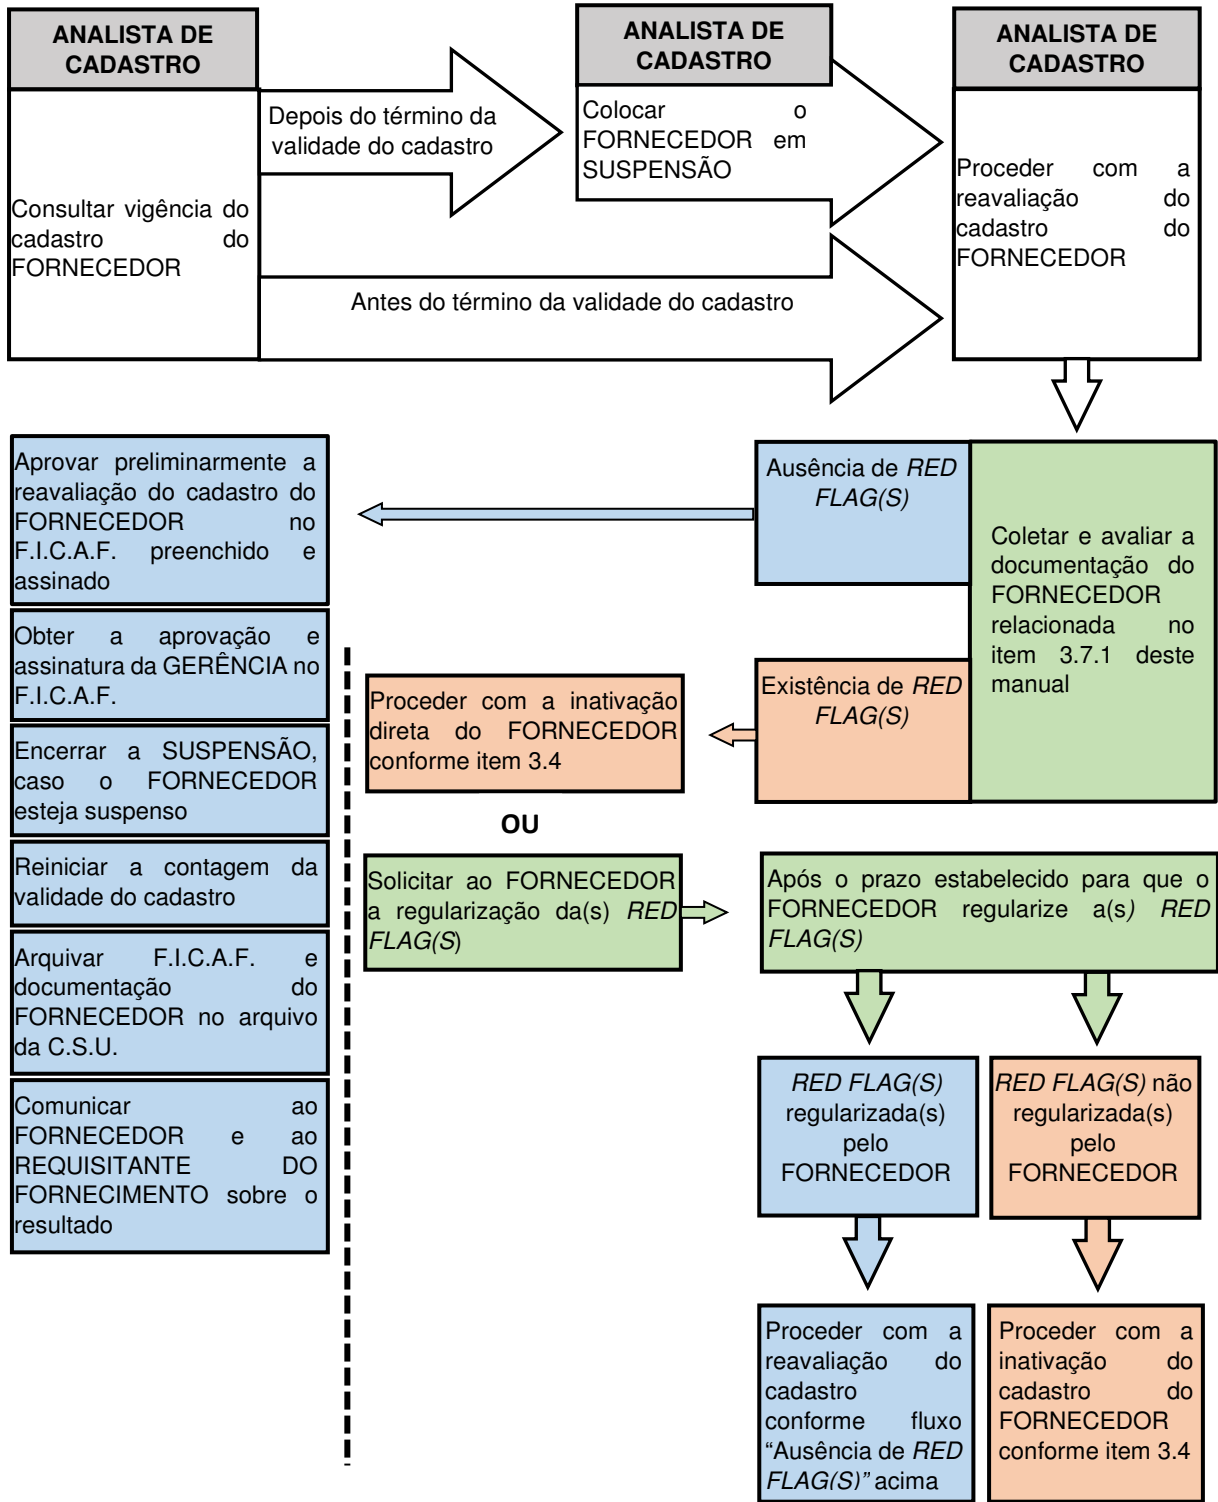 ANALISTA DE
CADASTRO
Consultar vigência do
cadastro do
FORNECEDOR
Depois do término da
validade do cadastro
ANALISTA DE
CADASTRO
Colocar o
FORNECEDOR em
SUSPENSÃO
Antes do término da validade do cadastro
ANALISTA DE
CADASTRO
Proceder com a
reavaliação do
cadastro do
FORNECEDOR
Coletar e avaliar a
documentação do
FORNECEDOR
relacionada no
item 3.7.1 deste
manual
Ausência de RED
FLAG(S)
Aprovar preliminarmente a
reavaliação do cadastro do
FORNECEDOR no
F.I.C.A.F. preenchido e
assinado
Obter a aprovação e
assinatura da GERÊNCIA no
F.I.C.A.F.
Encerrar a SUSPENSÃO,
caso o FORNECEDOR
esteja suspenso
Reiniciar a contagem da
validade do cadastro
Arquivar F.I.C.A.F. e
documentação do
FORNECEDOR no arquivo
da C.S.U.
Comunicar ao
FORNECEDOR e ao
REQUISITANTE DO
FORNECIMENTO sobre o
resultado
Existência de RED
FLAG(S)
Proceder com a inativação
direta do FORNECEDOR
conforme item 3.4
OU
Solicitar ao FORNECEDOR
a regularização da(s) RED
FLAG(S)
Após o prazo estabelecido para que o
FORNECEDOR regularize a(s) RED
FLAG(S)
RED FLAG(S)
regularizada(s)
pelo
FORNECEDOR
RED FLAG(S) não
regularizada(s)
pelo
FORNECEDOR
Proceder com a
reavaliação do
cadastro
conforme fluxo
“Ausência de RED
FLAG(S)” acima
Proceder com a
inativação do
cadastro do
FORNECEDOR
conforme item 3.4